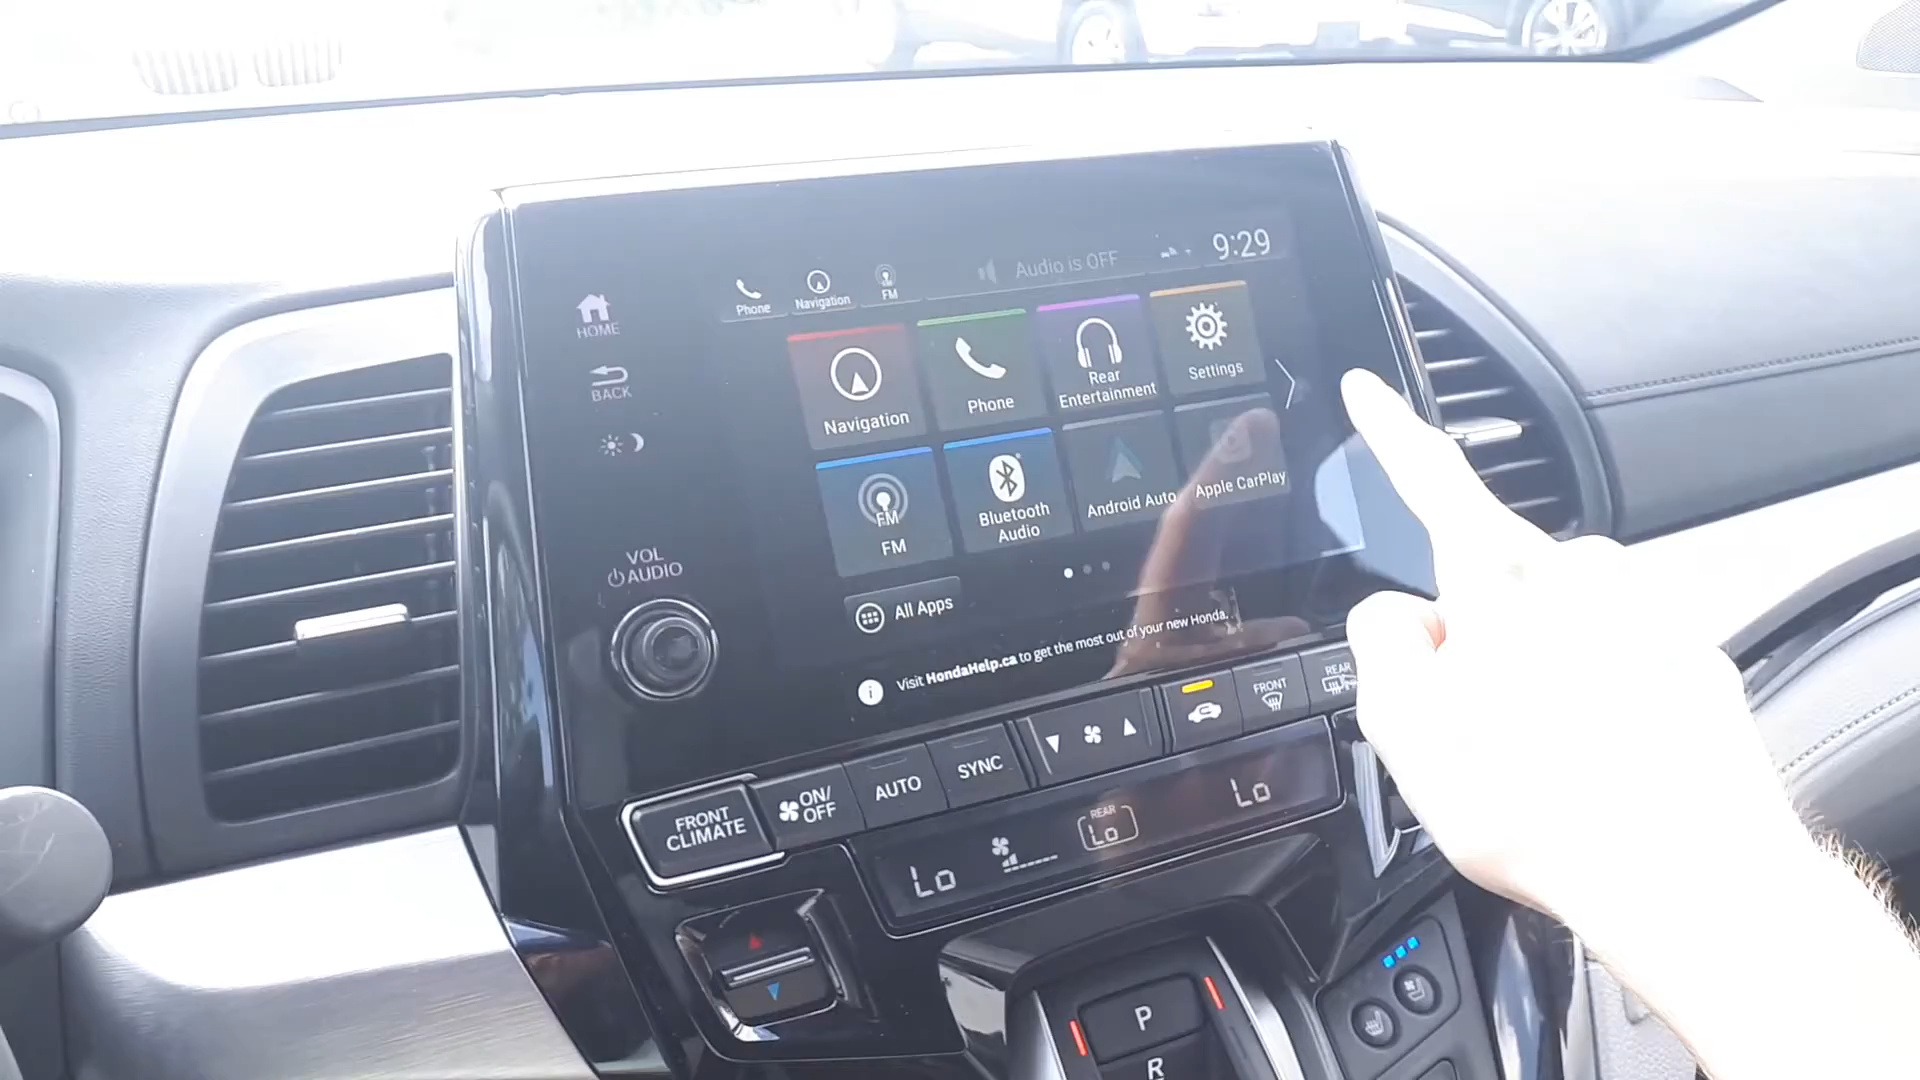 HOME
BACK
VOL
AUDIO
Phone
Navigation
FM
Audio is OFF
9:29
Navigation
Phone
Rear
Entertainment
Settings
FM
FM
Bluetooth
Audio
Android Auto
Apple CarPlay
All Apps
Visit HondaHelp.ca to get the most out of your new Honda.
FRONT
CLIMATE
ON/
OFF
AUTO
SYNC
FRONT
REAR
Lo
REAR
Lo
Lo
P
R